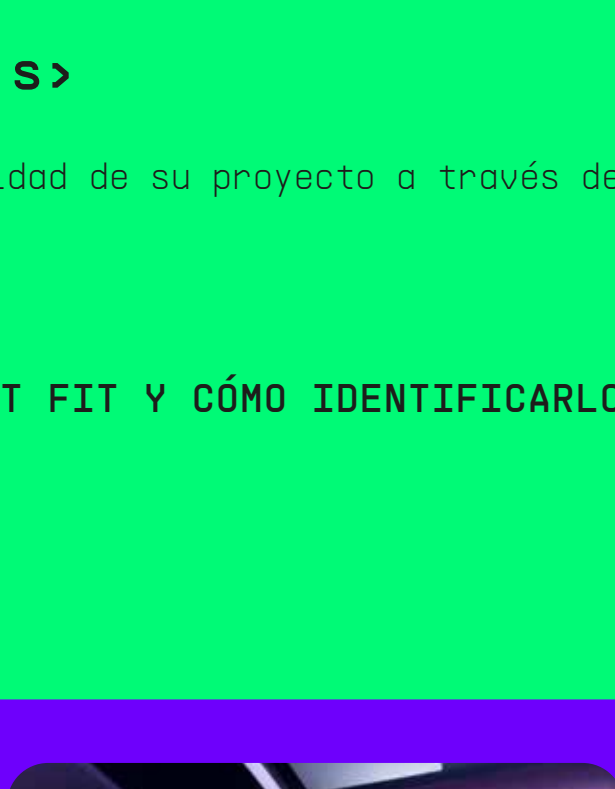 s>
idad de su proyecto a través de
T FIT Y CÓMO IDENTIFICARLO